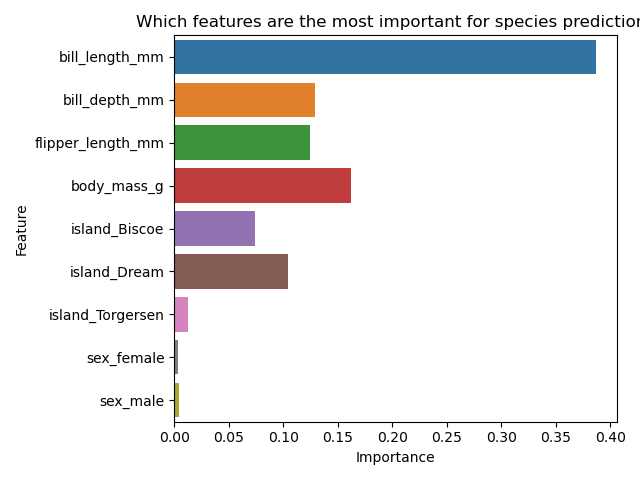 Which features are the most important for species prediction
bill_length_mm
bill_depth_mm
flipper_length_mm
body_mass_g
island_Biscoe
island_Dream
island_Torgersen
sex_female
sex_male
Feature
0.00 0.05 0.10 0.15 0.20 0.25 0.30 0.35 0.40
Importance